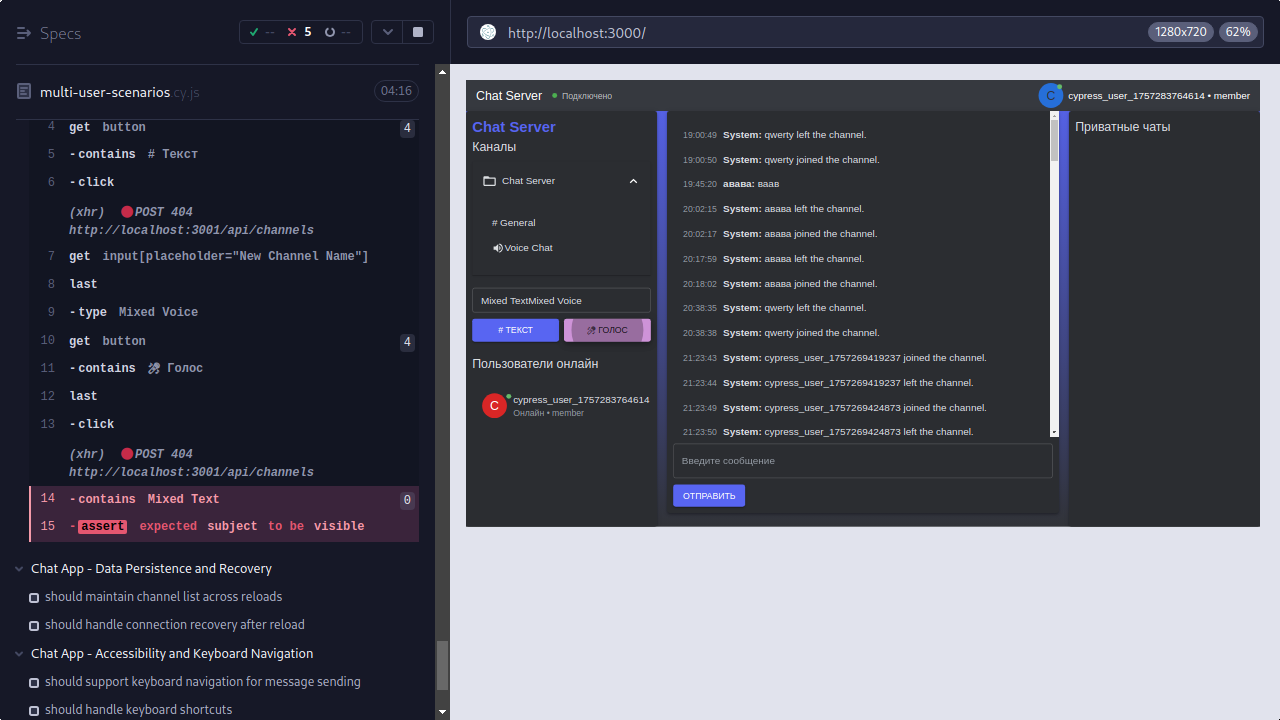 Specs
-- 5 --
multi-user-scenarios.cy.js
04:16
4 get button 4
5 -contains # Текст
6 -click
(xhr) POST 404
http://localhost:3001/api/channels
7 get input[placeholder="New Channel Name"]
8 last
9 -type Mixed Voice
10 get button 4
11 -contains 🎤 Голос
12 last
13 -click
(xhr) POST 404
http://localhost:3001/api/channels
14 -contains Mixed Text 0
15 -assert expected subject to be visible
Chat App - Data Persistence and Recovery
should maintain channel list across reloads
should handle connection recovery after reload
Chat App - Accessibility and Keyboard Navigation
should support keyboard navigation for message sending
should handle keyboard shortcuts
http://localhost:3000/
1280x720 62%
Chat Server
Подключено
C cypress_user_1757283764614 • member
Chat Server
Каналы
Chat Server
# General
Voice Chat
Mixed TextMixed Voice
# ТЕКСТ
🎤 ГОЛОС
Пользователи онлайн
C cypress_user_1757283764614
Онлайн • member
19:00:49 System: qwerty left the channel.
19:00:50 System: qwerty joined the channel.
19:45:20 авава: ваав
20:02:15 System: авава left the channel.
20:02:17 System: авава joined the channel.
20:17:59 System: авава left the channel.
20:18:02 System: авава joined the channel.
20:38:35 System: qwerty left the channel.
20:38:38 System: qwerty joined the channel.
21:23:43 System: cypress_user_1757269419237 joined the channel.
21:23:44 System: cypress_user_1757269419237 left the channel.
21:23:49 System: cypress_user_1757269424873 joined the channel.
21:23:50 System: cypress_user_1757269424873 left the channel.
Введите сообщение
ОТПРАВИТЬ
Приватные чаты